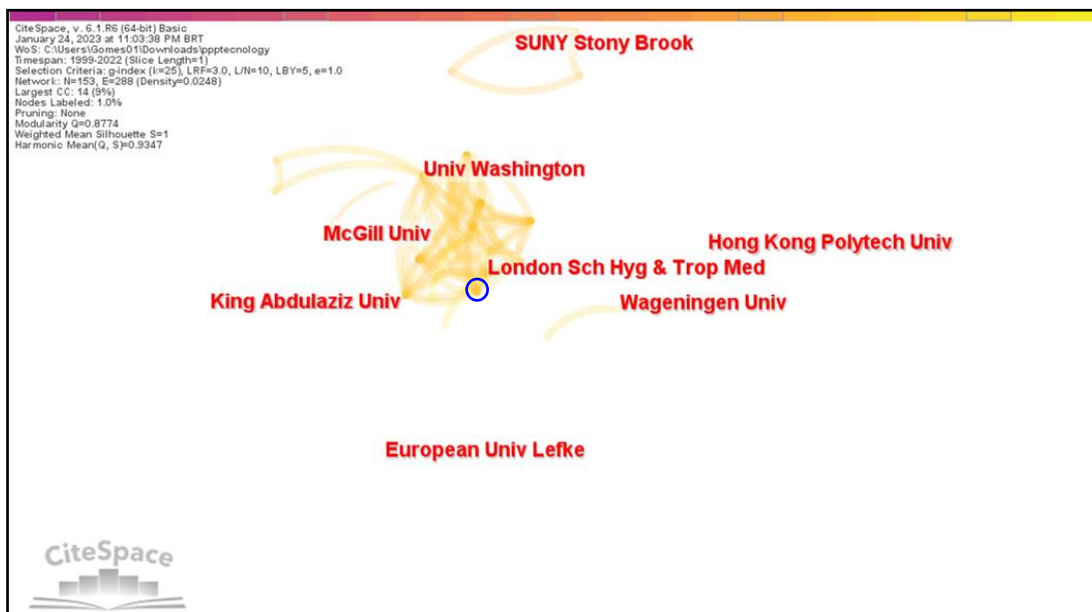 CiteSpace, v. 6.1.R6 (64-bit) Basic
January 24, 2023 at 11:03:38 PM BRT
WoS: C:\Users\Gomes01\Downloads\ppptecnology
Timespan: 1999-2022 (Slice Length=1)
Selection Criteria: g-index (k=25), LRF=3.0, L/N=10, LBY=5, e=1.0
Network: N=153, E=288 (Density=0.0248)
Largest CC: 14 (9%)
Nodes Labeled: 1.0%
Pruning: None
Modularity Q=0.8774
Weighted Mean Silhouette S=1
Harmonic Mean(Q, S)=0.9347
SUNY Stony Brook
Univ Washington
McGill Univ
Hong Kong Polytech Univ
London Sch Hyg & Trop Med
King Abdulaziz Univ
Wageningen Univ
European Univ Lefke
CiteSpace